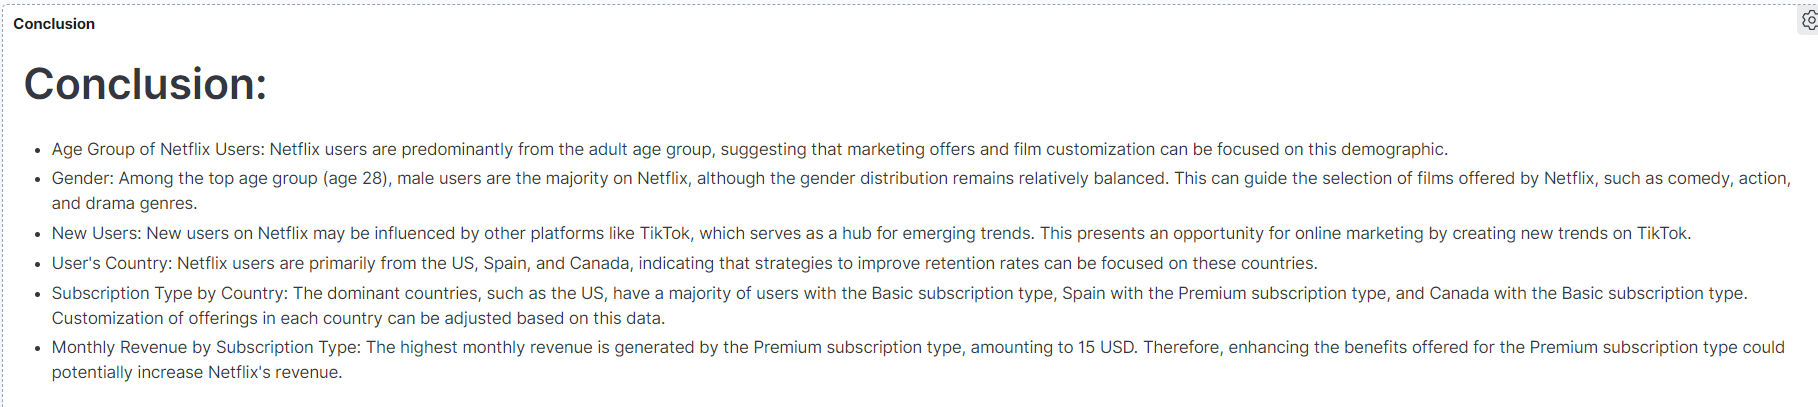 Conclusion
Conclusion:
• Age Group of Netflix Users: Netflix users are predominantly from the adult age group, suggesting that marketing offers and film customization can be focused on this demographic.
• Gender: Among the top age group (age 28), male users are the majority on Netflix, although the gender distribution remains relatively balanced. This can guide the selection of films offered by Netflix, such as comedy, action,
and drama genres.
• New Users: New users on Netflix may be influenced by other platforms like TikTok, which serves as a hub for emerging trends. This presents an opportunity for online marketing by creating new trends on TikTok.
• User's Country: Netflix users are primarily from the US, Spain, and Canada, indicating that strategies to improve retention rates can be focused on these countries.
• Subscription Type by Country: The dominant countries, such as the US, have a majority of users with the Basic subscription type, Spain with the Premium subscription type, and Canada with the Basic subscription type.
Customization of offerings in each country can be adjusted based on this data.
• Monthly Revenue by Subscription Type: The highest monthly revenue is generated by the Premium subscription type, amounting to 15 USD. Therefore, enhancing the benefits offered for the Premium subscription type could
potentially increase Netflix's revenue.